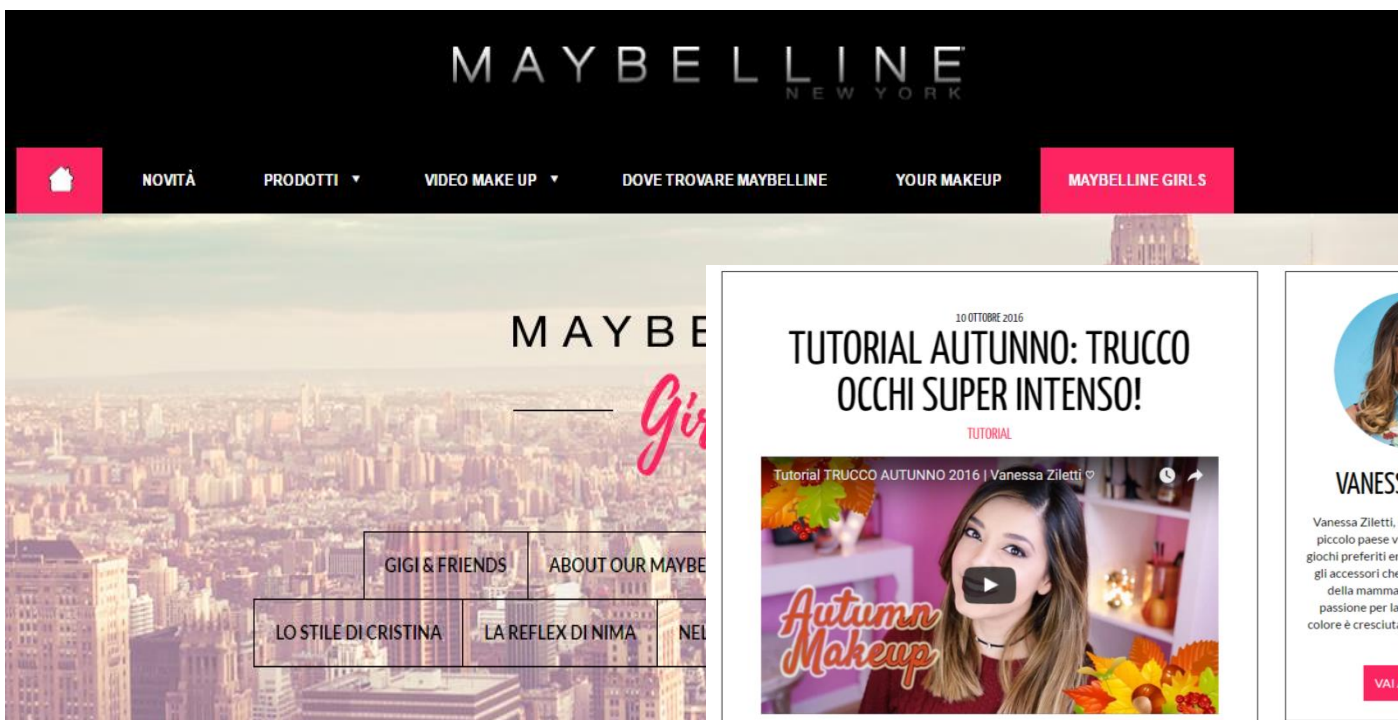 MAYBELLINE
NEW YORK
NOVITÀ
PRODOTTI
VIDEO MAKE UP
DOVE TROVARE MAYBELLINE
YOUR MAKEUP
MAYBELLINE GIRLS
MAYBE
Gir
GIGI & FRIENDS
ABOUT OUR MAYBE
LO STILE DI CRISTINA
LA REFLEX DI NIMA
NEL
10 OTTOBRE 2016
TUTORIAL AUTUNNO: TRUCCO
OCCHI SUPER INTENSO!
TUTORIAL
Tutorial TRUCCO AUTUNNO 2016 | Vanessa Ziletti ♡
Autumn
Makeup
VANESS
Vanessa Ziletti,
piccolo paese v
giochi preferiti er
gli accessori che
della mamma
passione per la
colore è cresciuta
VAI